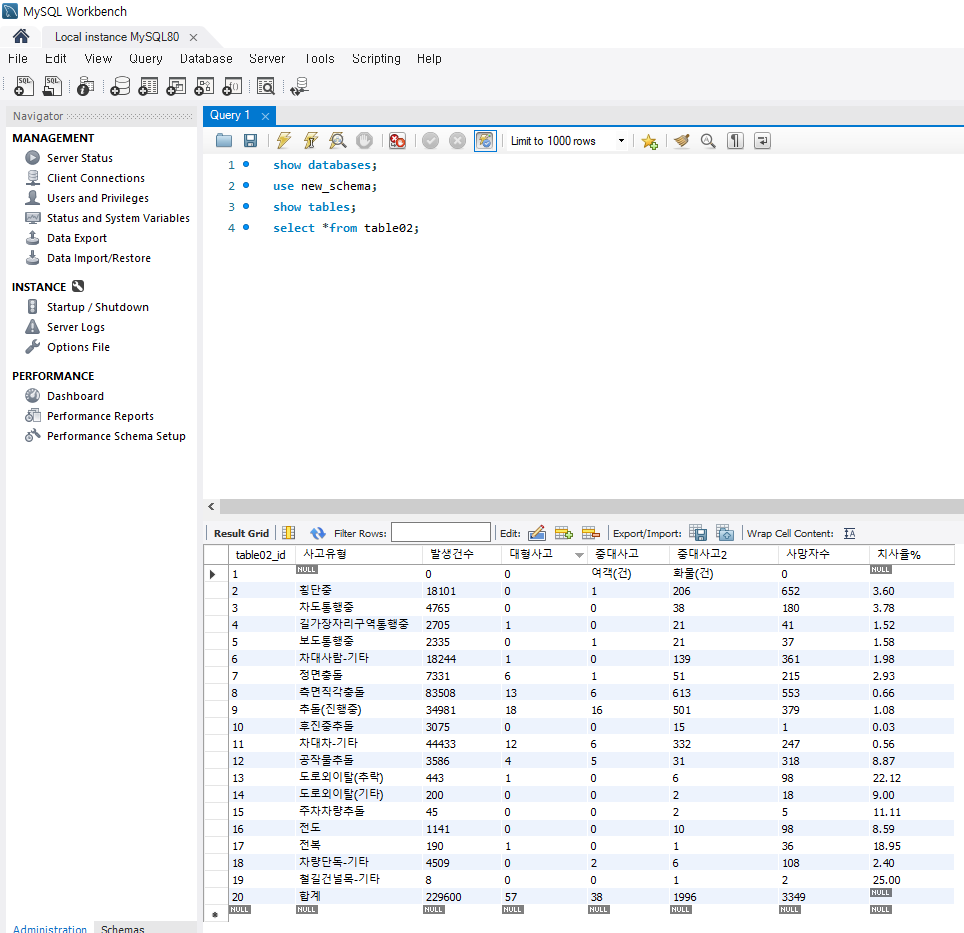 MySQL Workbench
Local instance MySQL80
File Edit View Query Database Server Tools Scripting Help
Navigator
MANAGEMENT
Server Status
Client Connections
Users and Privileges
Status and System Variables
Data Export
Data Import/Restore
INSTANCE
Startup / Shutdown
Server Logs
Options File
PERFORMANCE
Dashboard
Performance Reports
Performance Schema Setup
Administration Schemas
Query 1
Limit to 1000 rows
1 show databases;
2 use new_schema;
3 show tables;
4 select *from table02;
Result Grid Filter Rows: Edit: Export/Import: Wrap Cell Content:
table02_id 사고유형 발생건수 대형사고 중대사고 중대사고2 사망자수 치사율%
1 NULL 0 0 여객(건) 화물(건) 0 NULL
2 횡단중 18101 0 1 206 652 3.60
3 차도통행중 4765 0 0 38 180 3.78
4 길가장자리구역통행중 2705 1 0 21 41 1.52
5 보도통행중 2335 0 1 21 37 1.58
6 차대사람-기타 18244 1 0 139 361 1.98
7 정면충돌 7331 6 1 51 215 2.93
8 측면직각충돌 83508 13 6 613 553 0.66
9 추돌(진행중) 34981 18 16 501 379 1.08
10 후진중추돌 3075 0 0 15 1 0.03
11 차대차-기타 44433 12 6 332 247 0.56
12 공작물추돌 3586 4 5 31 318 8.87
13 도로외이탈(추락) 443 1 0 6 98 22.12
14 도로외이탈(기타) 200 0 0 2 18 9.00
15 주차차량추돌 45 0 0 2 5 11.11
16 전도 1141 0 0 10 98 8.59
17 전복 190 1 0 1 36 18.95
18 차량단독-기타 4509 0 2 6 108 2.40
19 철길건널목-기타 8 0 0 1 2 25.00
20 합계 229600 57 38 1996 3349 NULL
NULL NULL NULL NULL NULL NULL NULL NULL